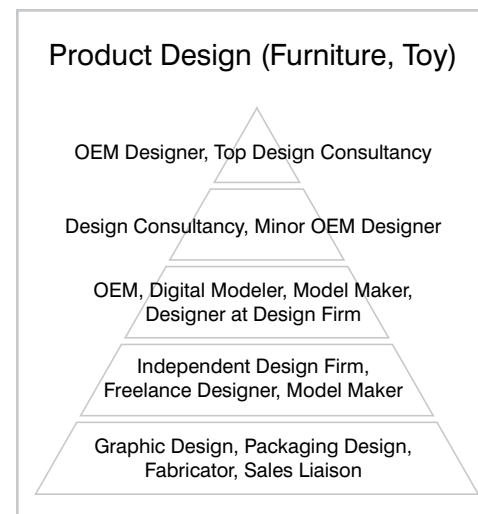 Product Design (Furniture, Toy)
OEM Designer, Top Design Consultancy
Design Consultancy, Minor OEM Designer
OEM, Digital Modeler, Model Maker,
Designer at Design Firm
Independent Design Firm,
Freelance Designer, Model Maker
Graphic Design, Packaging Design,
Fabricator, Sales Liaison